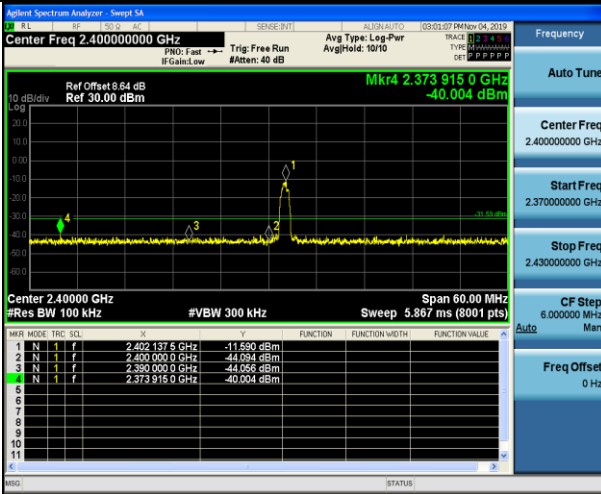 Agilent Spectrum Analyzer - Swept SA
RL RF 50 Ω AC SENSE:INT ALIGN AUTO 03:01:07 PM Nov 04, 2019
Center Freq 2.400000000 GHz
PNO: Fast
IFGain:Low
Trig: Free Run
#Atten: 40 dB
Avg Type: Log-Pwr
Avg|Hold: 10/10
TRACE 1 2 3 4 5 6
TYPE M W W W W W
DET P P P P P P
Mkr4 2.373 915 0 GHz
-40.004 dBm
Ref Offset 8.64 dB
10 dB/div Ref 30.00 dBm
Log
20.0
10.0
0.00
-10.0
-20.0
-30.0
-40.0
-50.0
-60.0
1
2
3
4
-31.59 dBm
Center 2.40000 GHz Span 60.00 MHz
#Res BW 100 kHz #VBW 300 kHz Sweep 5.867 ms (8001 pts)
MKR MODE TRC SCL X Y FUNCTION FUNCTION WIDTH FUNCTION VALUE
1 N 1 f 2.402 137 5 GHz -11.590 dBm
2 N 1 f 2.400 000 0 GHz -44.094 dBm
3 N 1 f 2.390 000 0 GHz -44.056 dBm
4 N 1 f 2.373 915 0 GHz -40.004 dBm
5
6
7
8
9
10
11
MSG STATUS
Frequency
Auto Tune
Center Freq
2.400000000 GHz
Start Freq
2.370000000 GHz
Stop Freq
2.430000000 GHz
CF Step
6.000000 MHz
Auto Man
Freq Offset
0 Hz